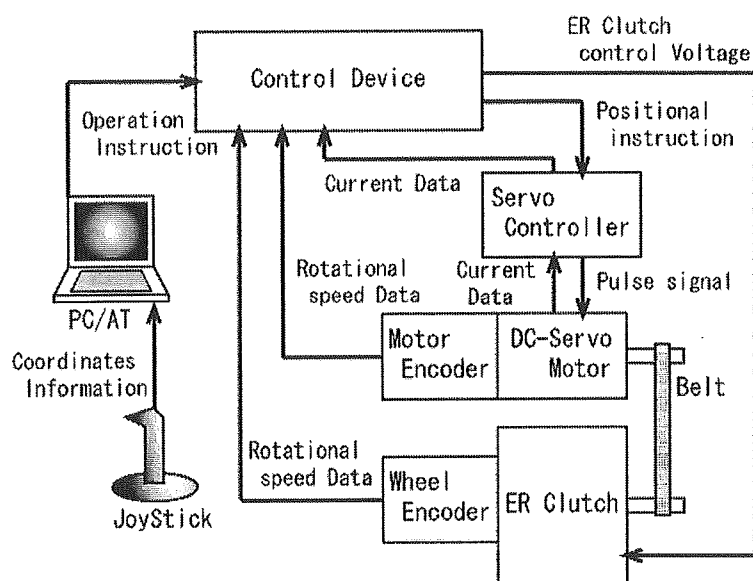 ER Clutch
control Voltage
Control Device
Operation
Instruction
Positional
instruction
Current Data
Servo
Controller
Rotational
speed Data
Current
Data
Pulse signal
PC/AT
Motor
Encoder
DC-Servo
Motor
Coordinates
Information
Belt
Rotational
speed Data
Wheel
Encoder
ER Clutch
JoyStick